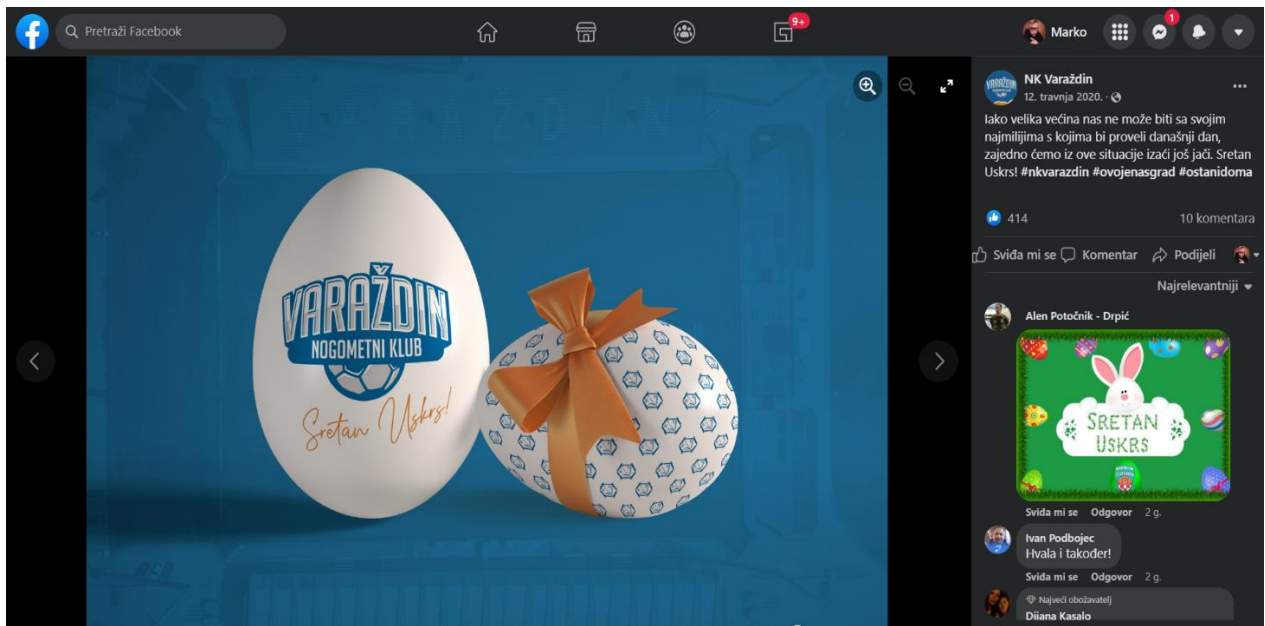 Pretraži Facebook
9+
Marko
1
VARAŽDIN
NOGOMETNI KLUB
Sretan Uskrs!
NK Varaždin
12. travnja 2020. ·
Iako velika većina nas ne može biti sa svojim
najmilijima s kojima bi proveli današnji dan,
zajedno ćemo iz ove situacije izaći još jači. Sretan
Uskrs! #nkvarazdin #ovojenasgrad #ostanidoma
414
10 komentara
Sviđa mi se Komentar Podijeli
Najrelevantniji
Alen Potočnik - Drpić
SRETAN
USKRS
Sviđa mi se Odgovor 2 g.
Ivan Podbojec
Hvala i također!
Sviđa mi se Odgovor 2 g.
Najveći obožavatelj
Dijana Kasalo